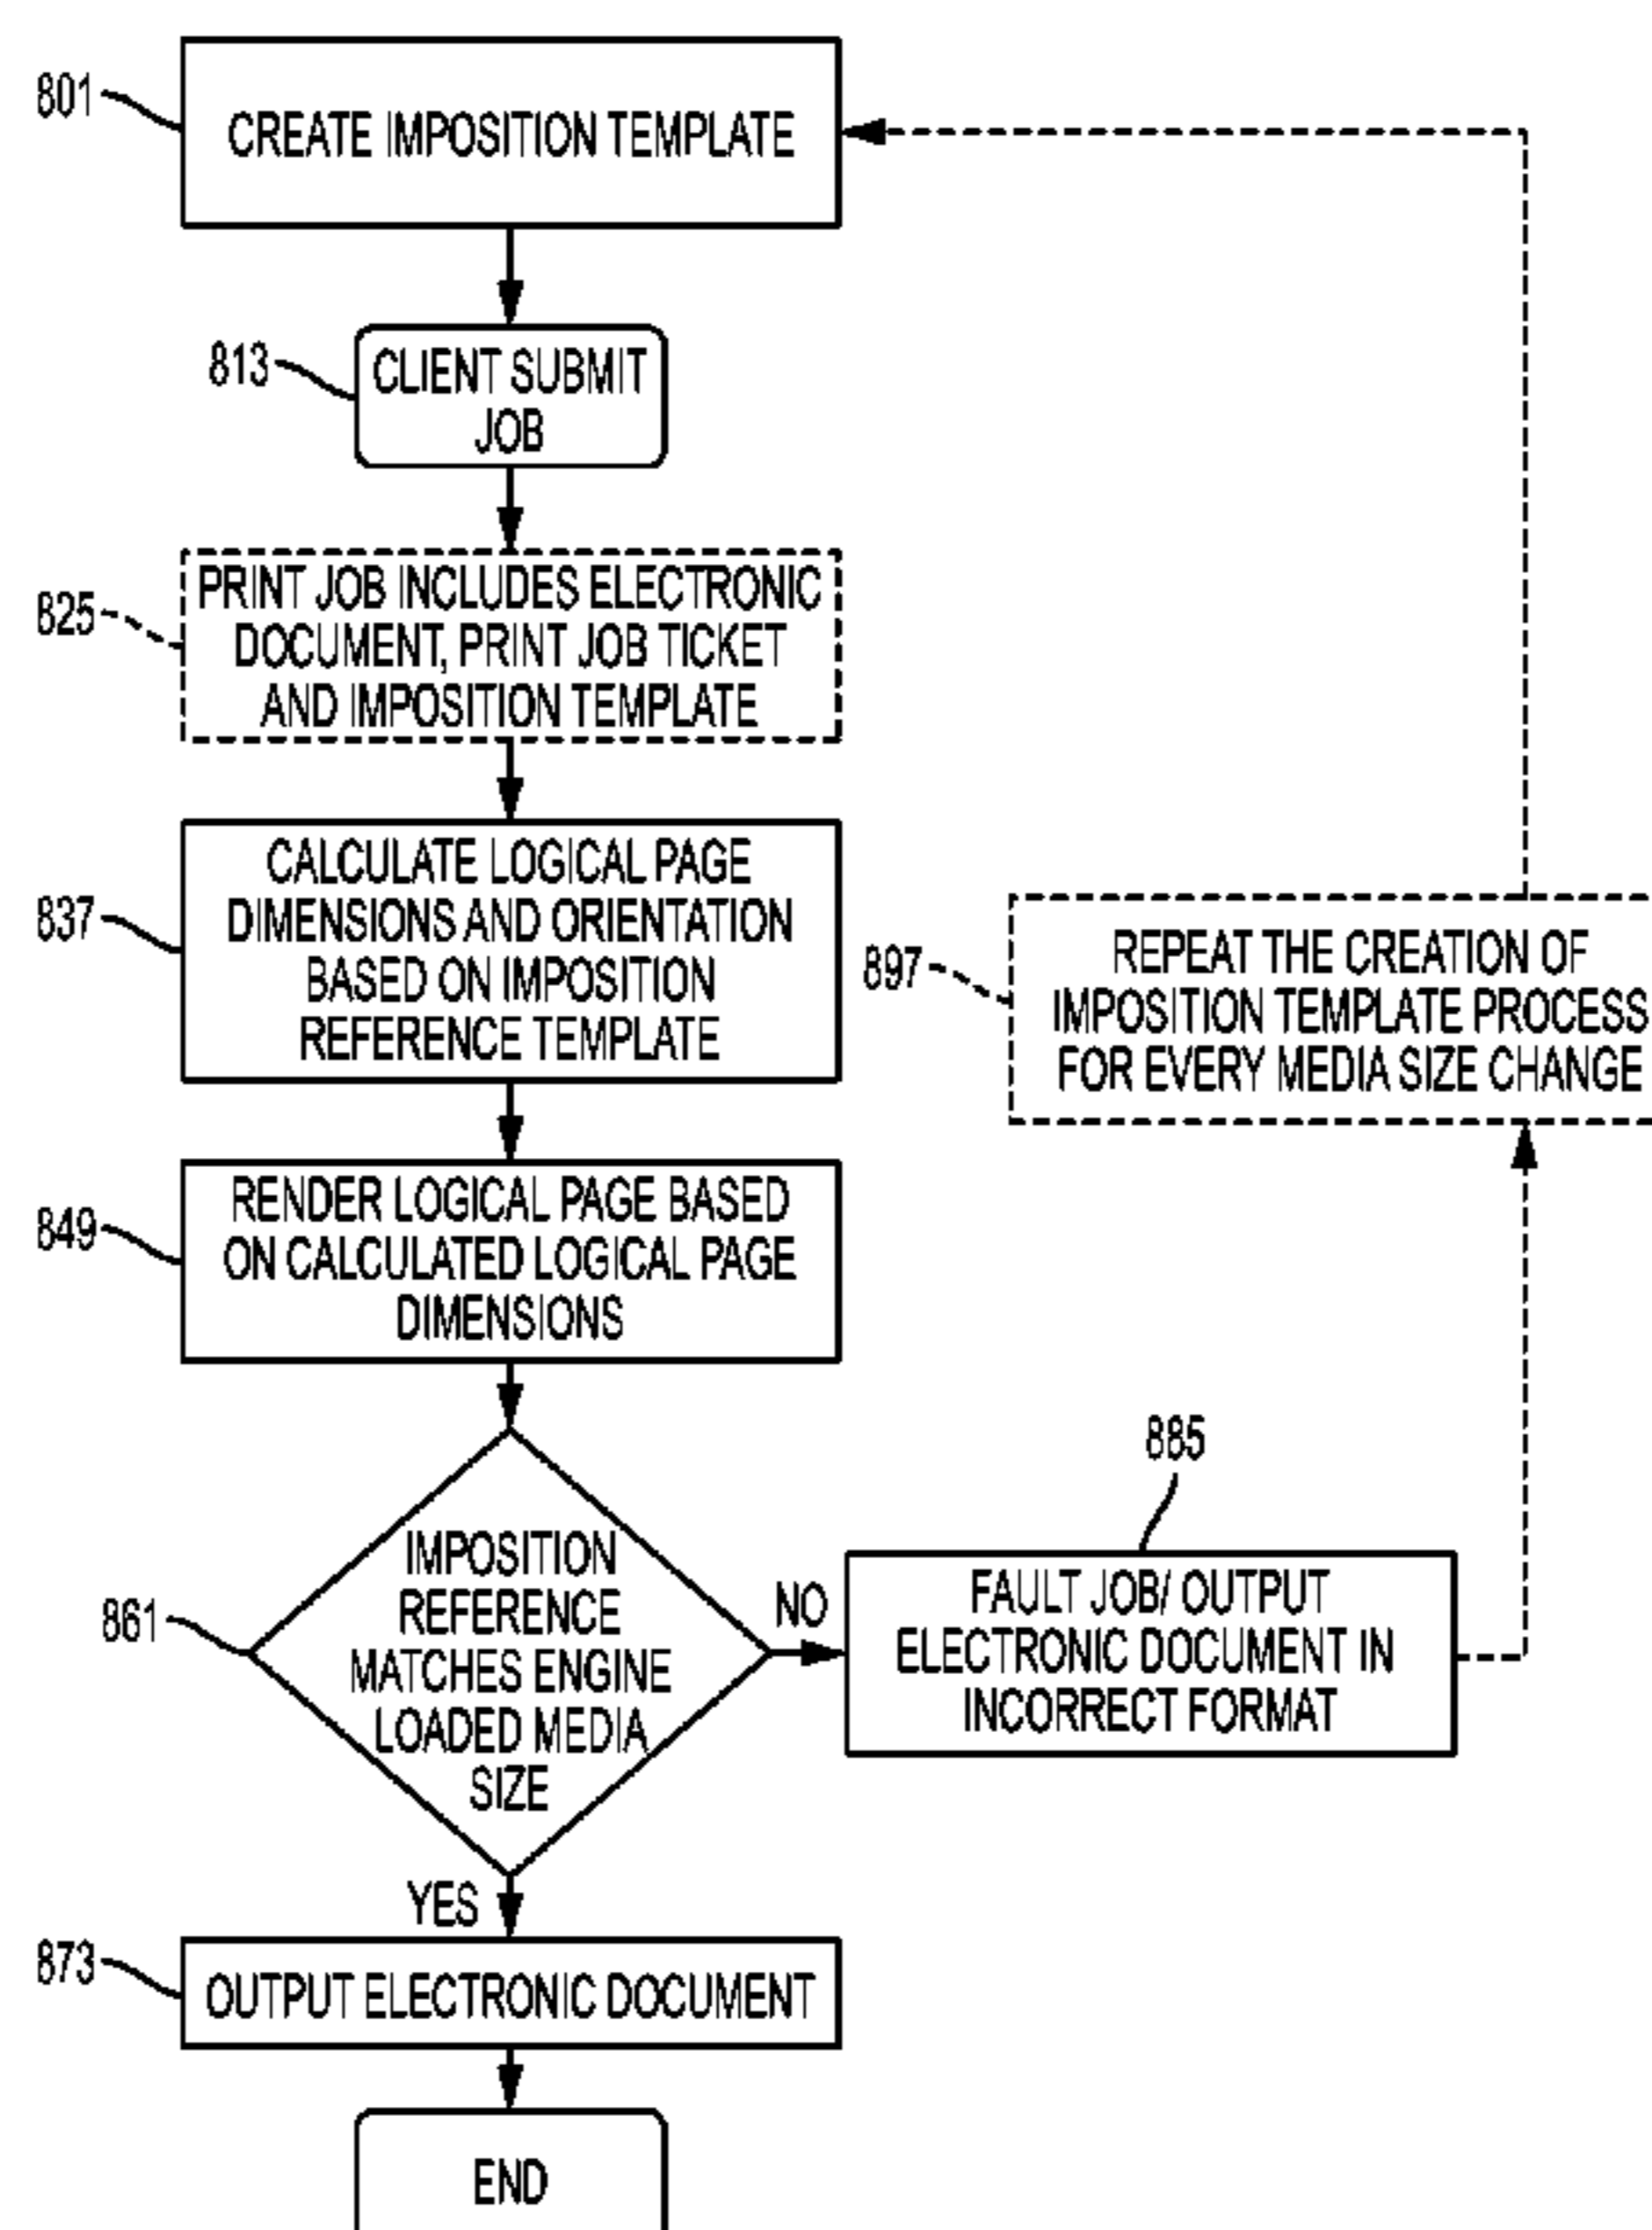 801
CREATE IMPOSITION TEMPLATE
813
CLIENT SUBMIT
JOB
825
PRINT JOB INCLUDES ELECTRONIC
DOCUMENT, PRINT JOB TICKET
AND IMPOSITION TEMPLATE
837
CALCULATE LOGICAL PAGE
DIMENSIONS AND ORIENTATION
BASED ON IMPOSITION
REFERENCE TEMPLATE
897
REPEAT THE CREATION OF
IMPOSITION TEMPLATE PROCESS
FOR EVERY MEDIA SIZE CHANGE
849
RENDER LOGICAL PAGE BASED
ON CALCULATED LOGICAL PAGE
DIMENSIONS
861
IMPOSITION
REFERENCE
MATCHES ENGINE
LOADED MEDIA
SIZE
NO
885
FAULT JOB/ OUTPUT
ELECTRONIC DOCUMENT IN
INCORRECT FORMAT
YES
873
OUTPUT ELECTRONIC DOCUMENT
END